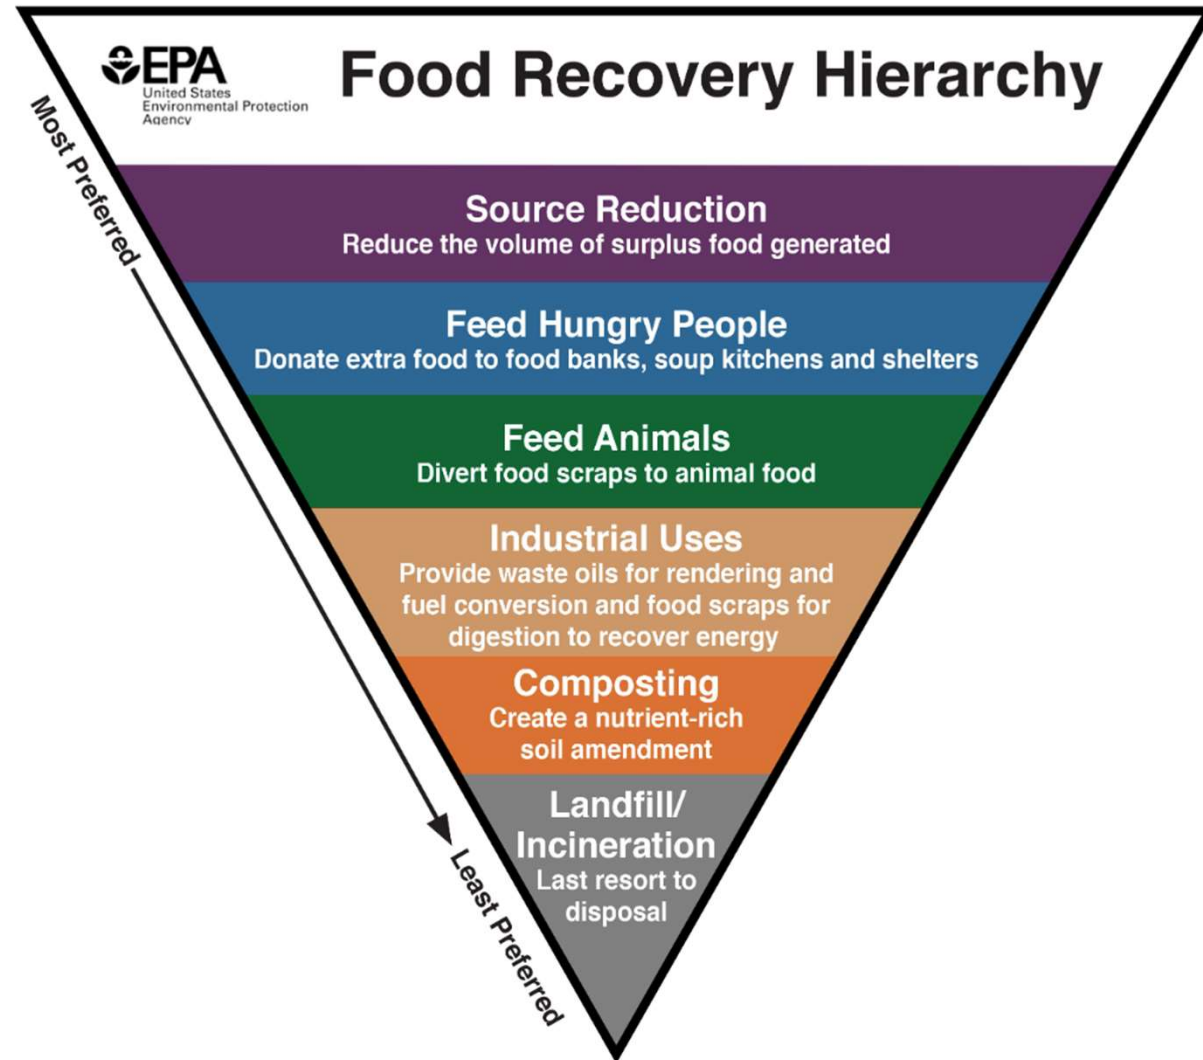 EPA
United States
Environmental Protection
Agency
Food Recovery Hierarchy
Most Preferred
Source Reduction
Reduce the volume of surplus food generated
Feed Hungry People
Donate extra food to food banks, soup kitchens and shelters
Feed Animals
Divert food scraps to animal food
Industrial Uses
Provide waste oils for rendering and
fuel conversion and food scraps for
digestion to recover energy
Composting
Create a nutrient-rich
soil amendment
Landfill/
Incineration
Last resort to
disposal
Least Preferred